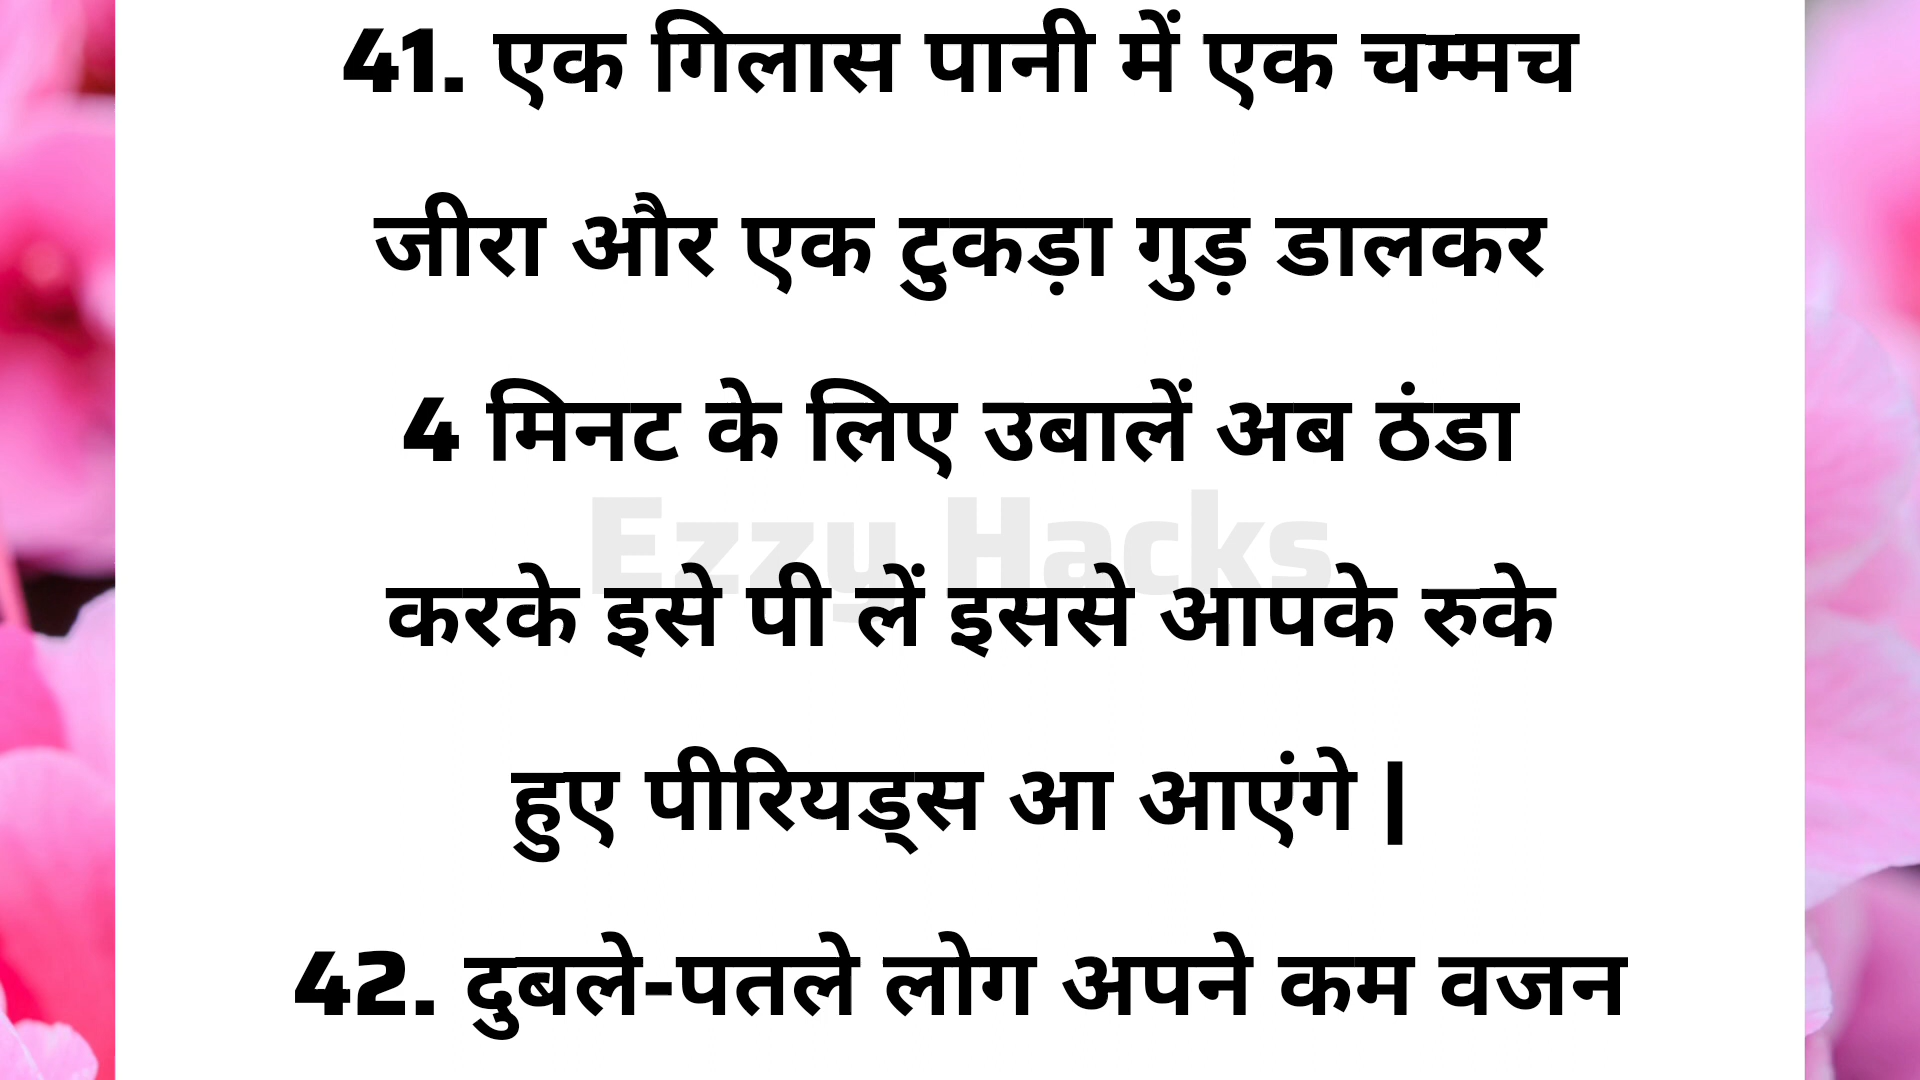 41. एक गिलास पानी में एक चम्मच
जीरा और एक टुकड़ा गुड़ डालकर
4 मिनट के लिए उबालें अब ठंडा
Ezzy Hacks
करके इसे पी लें इससे आपके रुके
हुए पीरियड्स आ आएंगे |
42. दुबले-पतले लोग अपने कम वजन